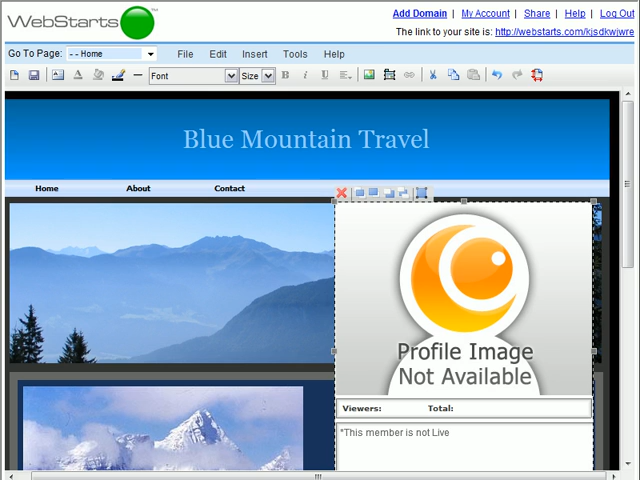 WebStarts™
Add Domain | My Account | Share | Help | Log Out
The link to your site is: http://webstarts.com/kjsdkwjwre
Go To Page: - - Home File Edit Insert Tools Help
Font Size B I U
Blue Mountain Travel
Home About Contact
Profile Image
Not Available
Viewers: Total:
*This member is not Live